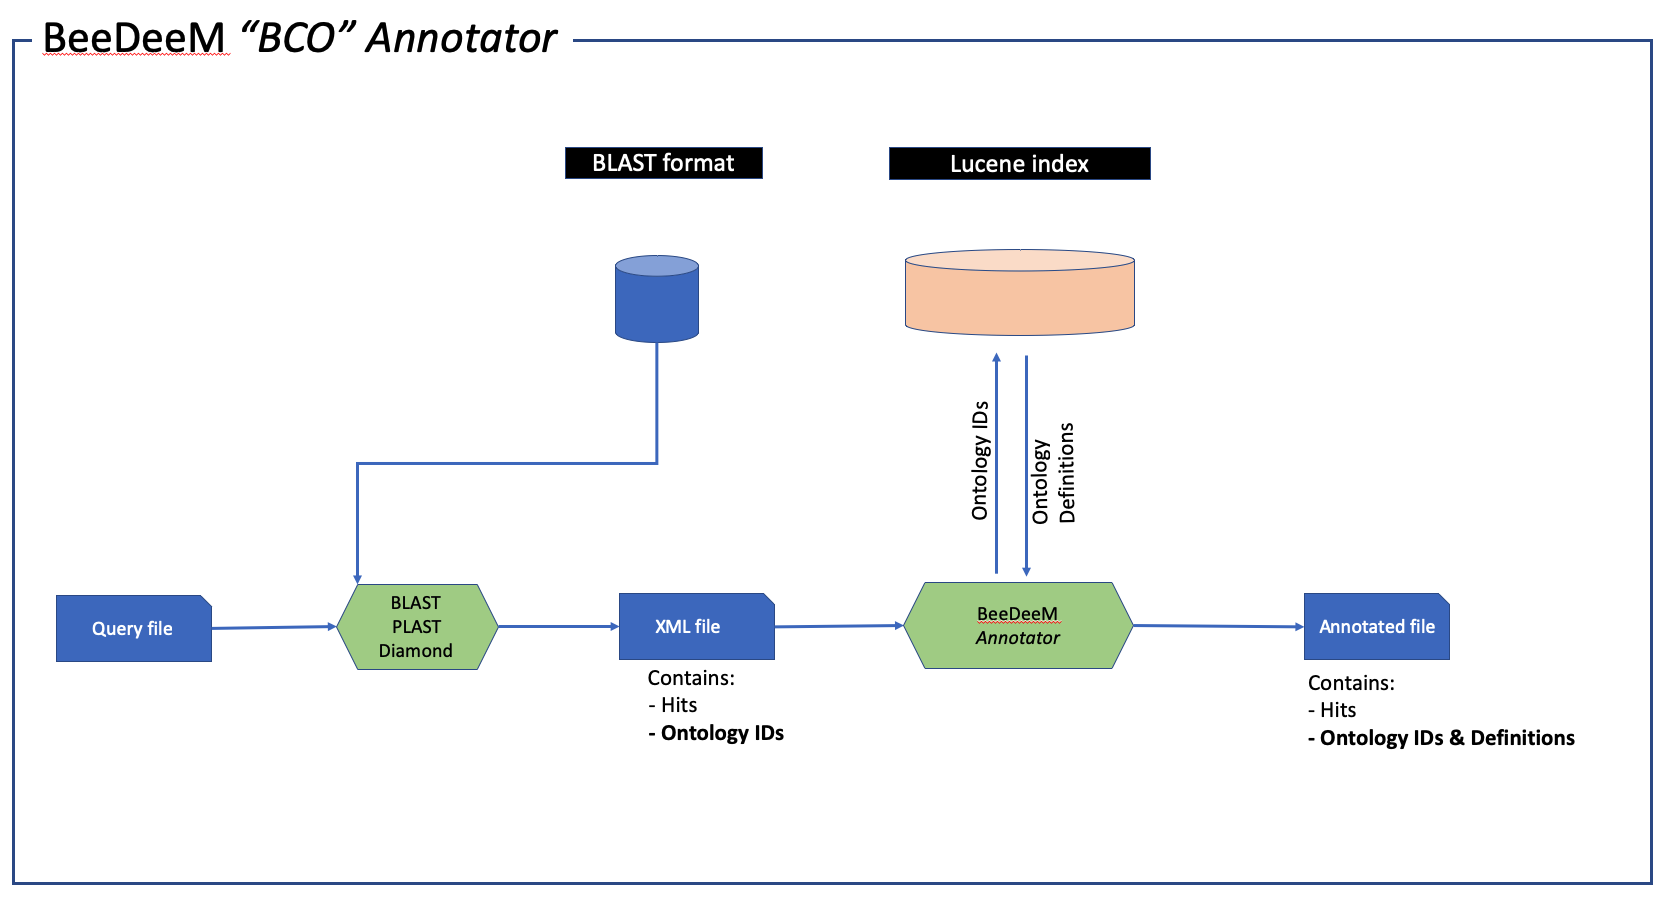 BeeDeeM “BCO” Annotator
BLAST format
Lucene index
Ontology IDs
Ontology
Definitions
Query file
BLAST
PLAST
Diamond
XML file
BeeDeeM
Annotator
Annotated file
Contains:
- Hits
- Ontology IDs
Contains:
- Hits
- Ontology IDs & Definitions